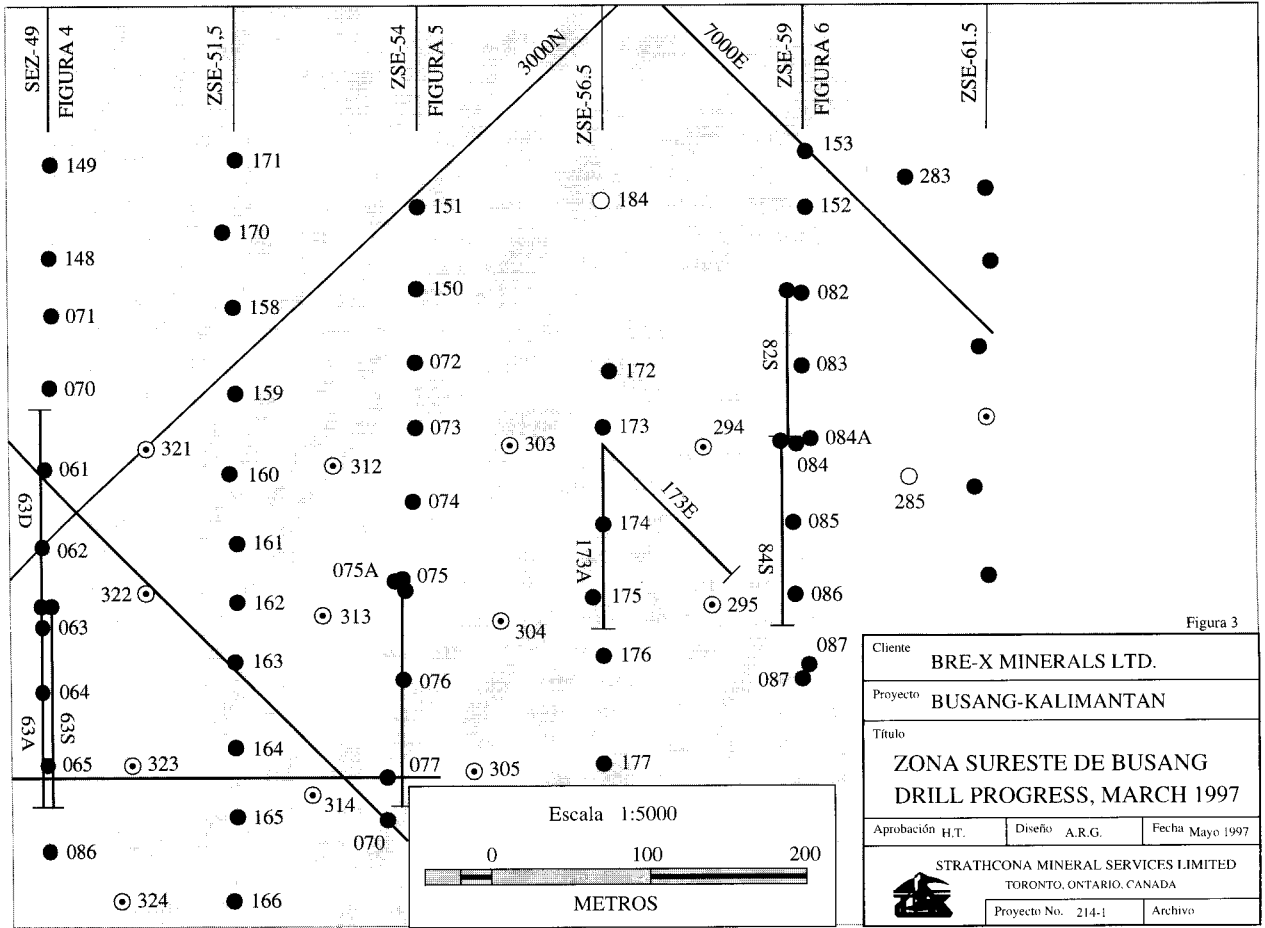 SEZ-49
FIGURA 4
ZSE-51,5
ZSE-54
FIGURA 5
3000N
ZSE-56.5
7000E
ZSE-59
FIGURA 6
ZSE-61.5
149
171
151
184
153
283
152
170
148
150
082
158
071
82S
072
172
083
070
159
073
173
294
084A
321
303
084
061
312
160
285
63D
074
173E
174
085
161
062
173A
84S
075A
075
322
162
175
086
313
295
304
063
087
163
176
087
076
064
63A
63S
164
065
323
077
305
177
314
165
070
086
324
166
Escala 1:5000
0 100 200
METROS
Figura 3
Cliente BRE-X MINERALS LTD.
Proyecto BUSANG-KALIMANTAN
Título
ZONA SURESTE DE BUSANG
DRILL PROGRESS, MARCH 1997
Aprobación H.T. Diseño A.R.G. Fecha Mayo 1997
STRATHCONA MINERAL SERVICES LIMITED
TORONTO, ONTARIO, CANADA
Proyecto No. 214-1 Archivo